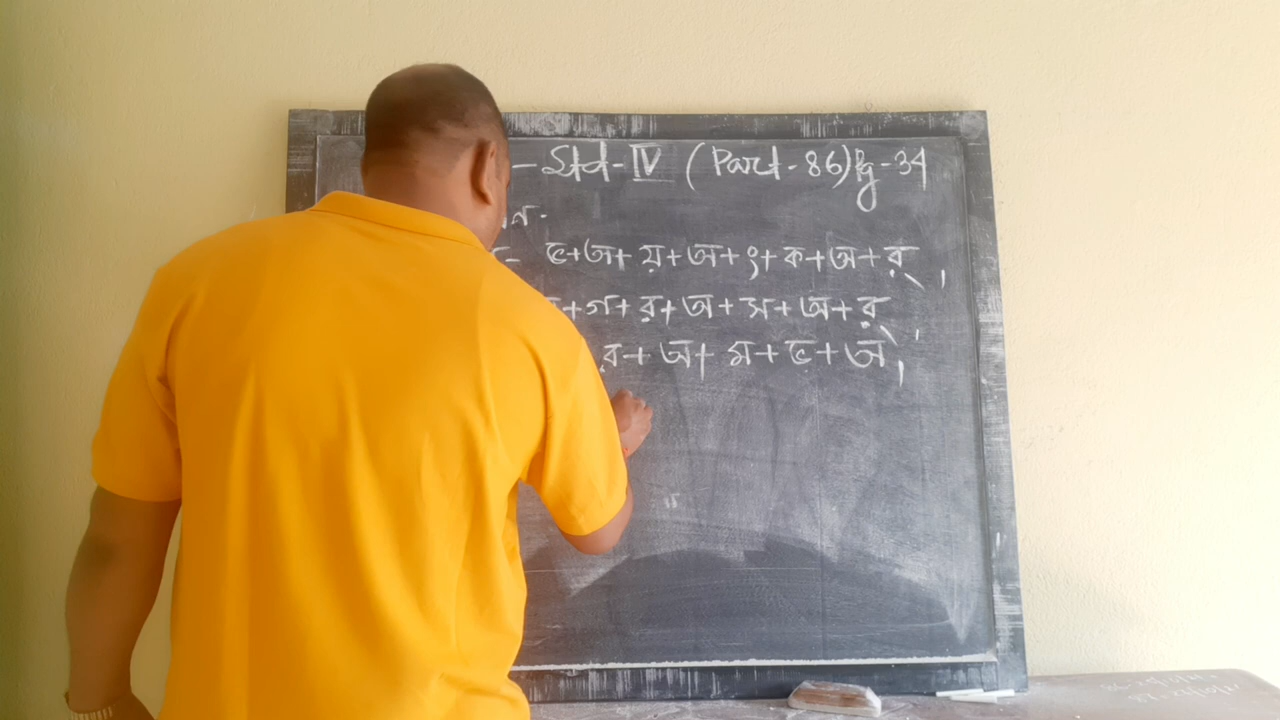 - Std - IV (Part - 86) Pg - 34
ভ + অ + য় + অ + ং + ক + অ + র্ ,
+ গ + র + অ + স + অ + র্ ,
র + অ + ম + ভ + অ ,